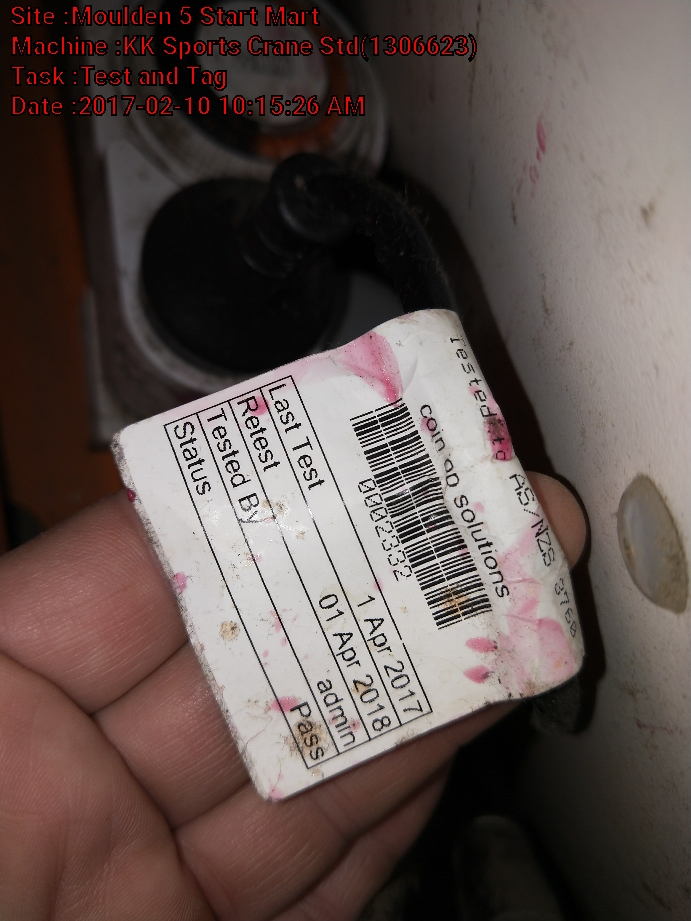 Site :Moulden 5 Start Mart
Machine :KK Sports Crane Std(1306623)
Task :Test and Tag
Date :2017-02-10 10:15:26 AM
Tested to AS/NZS 3760
coin op solutions
0002332
Last Test 1 Apr 2017
Retest 01 Apr 2018
Tested By admin
Status Pass